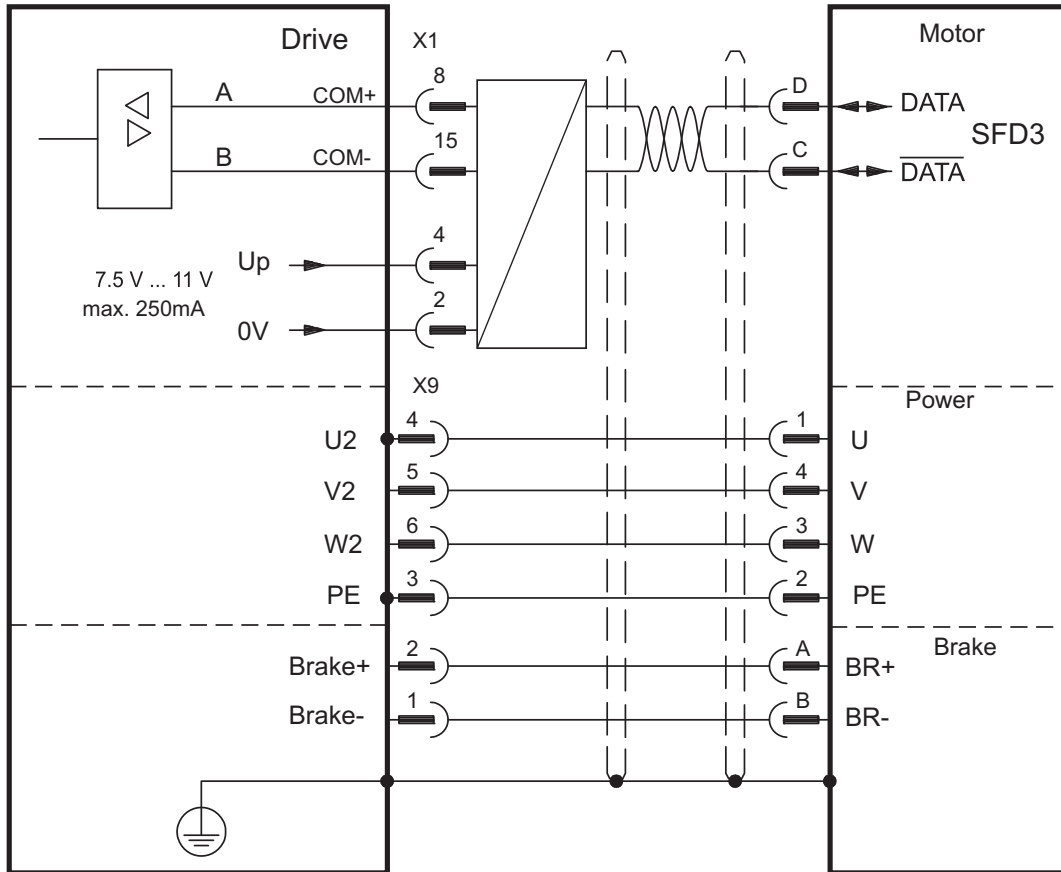 Drive X1 Motor
8 D
A COM+ DATA
SFD3
15 C
B COM- DATA
4
Up
7.5 V ... 11 V
max. 250mA
2
0V
X9
Power
4 1
U2 U
5 4
V2 V
6 3
W2 W
3 2
PE PE
Brake
2 A
Brake+ BR+
1 B
Brake- BR-